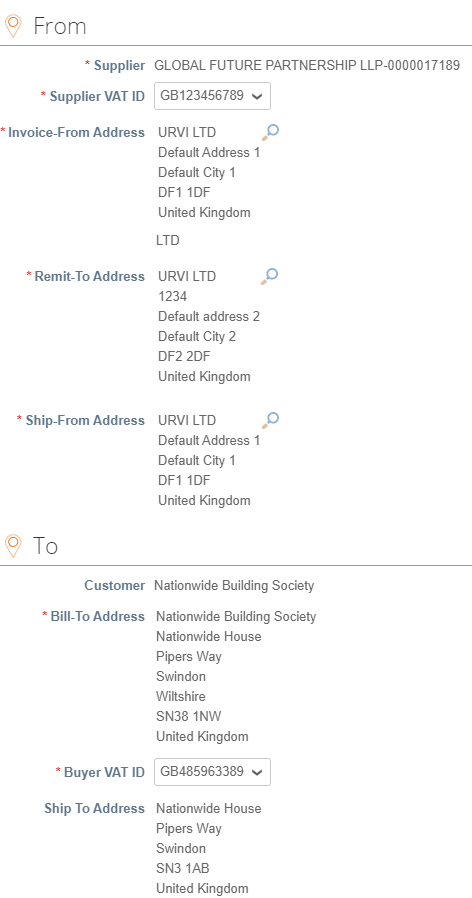 From
* Supplier GLOBAL FUTURE PARTNERSHIP LLP-0000017189
* Supplier VAT ID GB123456789
* Invoice-From Address URVI LTD
Default Address 1
Default City 1
DF1 1DF
United Kingdom
LTD
* Remit-To Address URVI LTD
1234
Default address 2
Default City 2
DF2 2DF
United Kingdom
* Ship-From Address URVI LTD
Default Address 1
Default City 1
DF1 1DF
United Kingdom
To
Customer Nationwide Building Society
* Bill-To Address Nationwide Building Society
Nationwide House
Pipers Way
Swindon
Wiltshire
SN38 1NW
United Kingdom
* Buyer VAT ID GB485963389
Ship To Address Nationwide House
Pipers Way
Swindon
SN3 1AB
United Kingdom